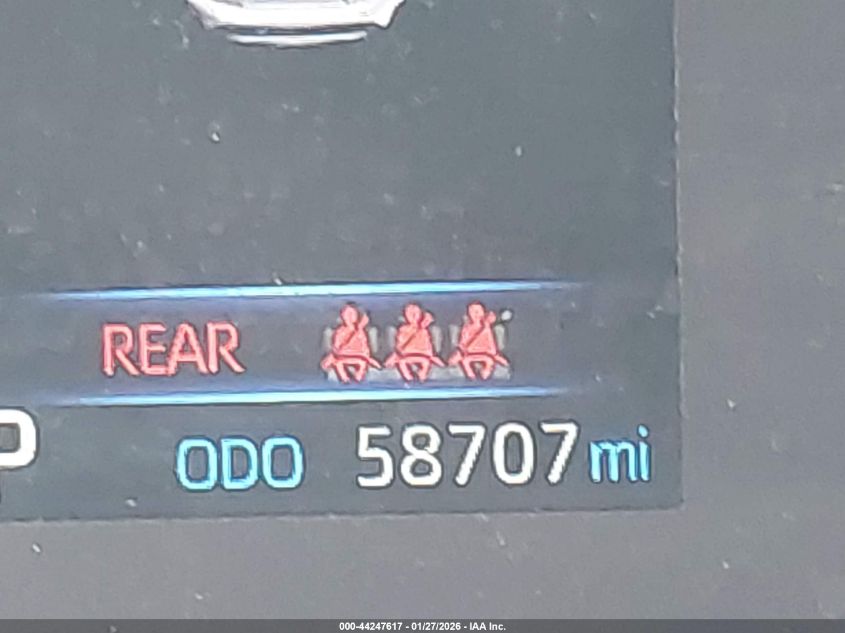 REAR
P
ODO 58707 mi
000-44247617 - 01/27/2026 - IAA Inc.